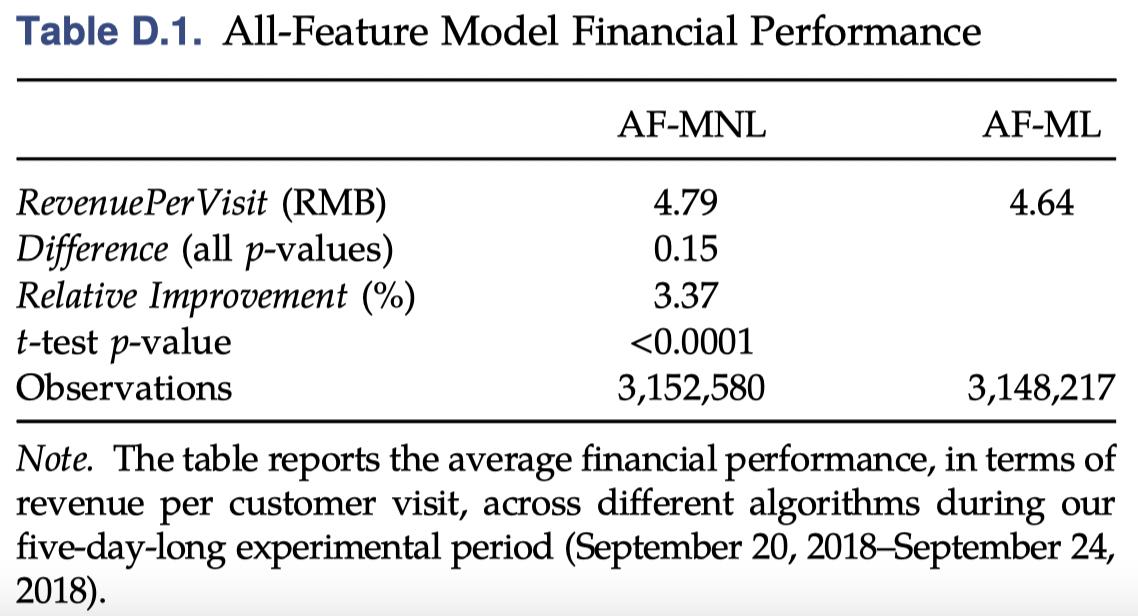 Table D.1. All-Feature Model Financial Performance
AF-MNL AF-ML
RevenuePerVisit (RMB) 4.79 4.64
Difference (all p-values) 0.15
Relative Improvement (%) 3.37
t-test p-value <0.0001
Observations 3,152,580 3,148,217
Note. The table reports the average financial performance, in terms of
revenue per customer visit, across different algorithms during our
five-day-long experimental period (September 20, 2018–September 24,
2018).